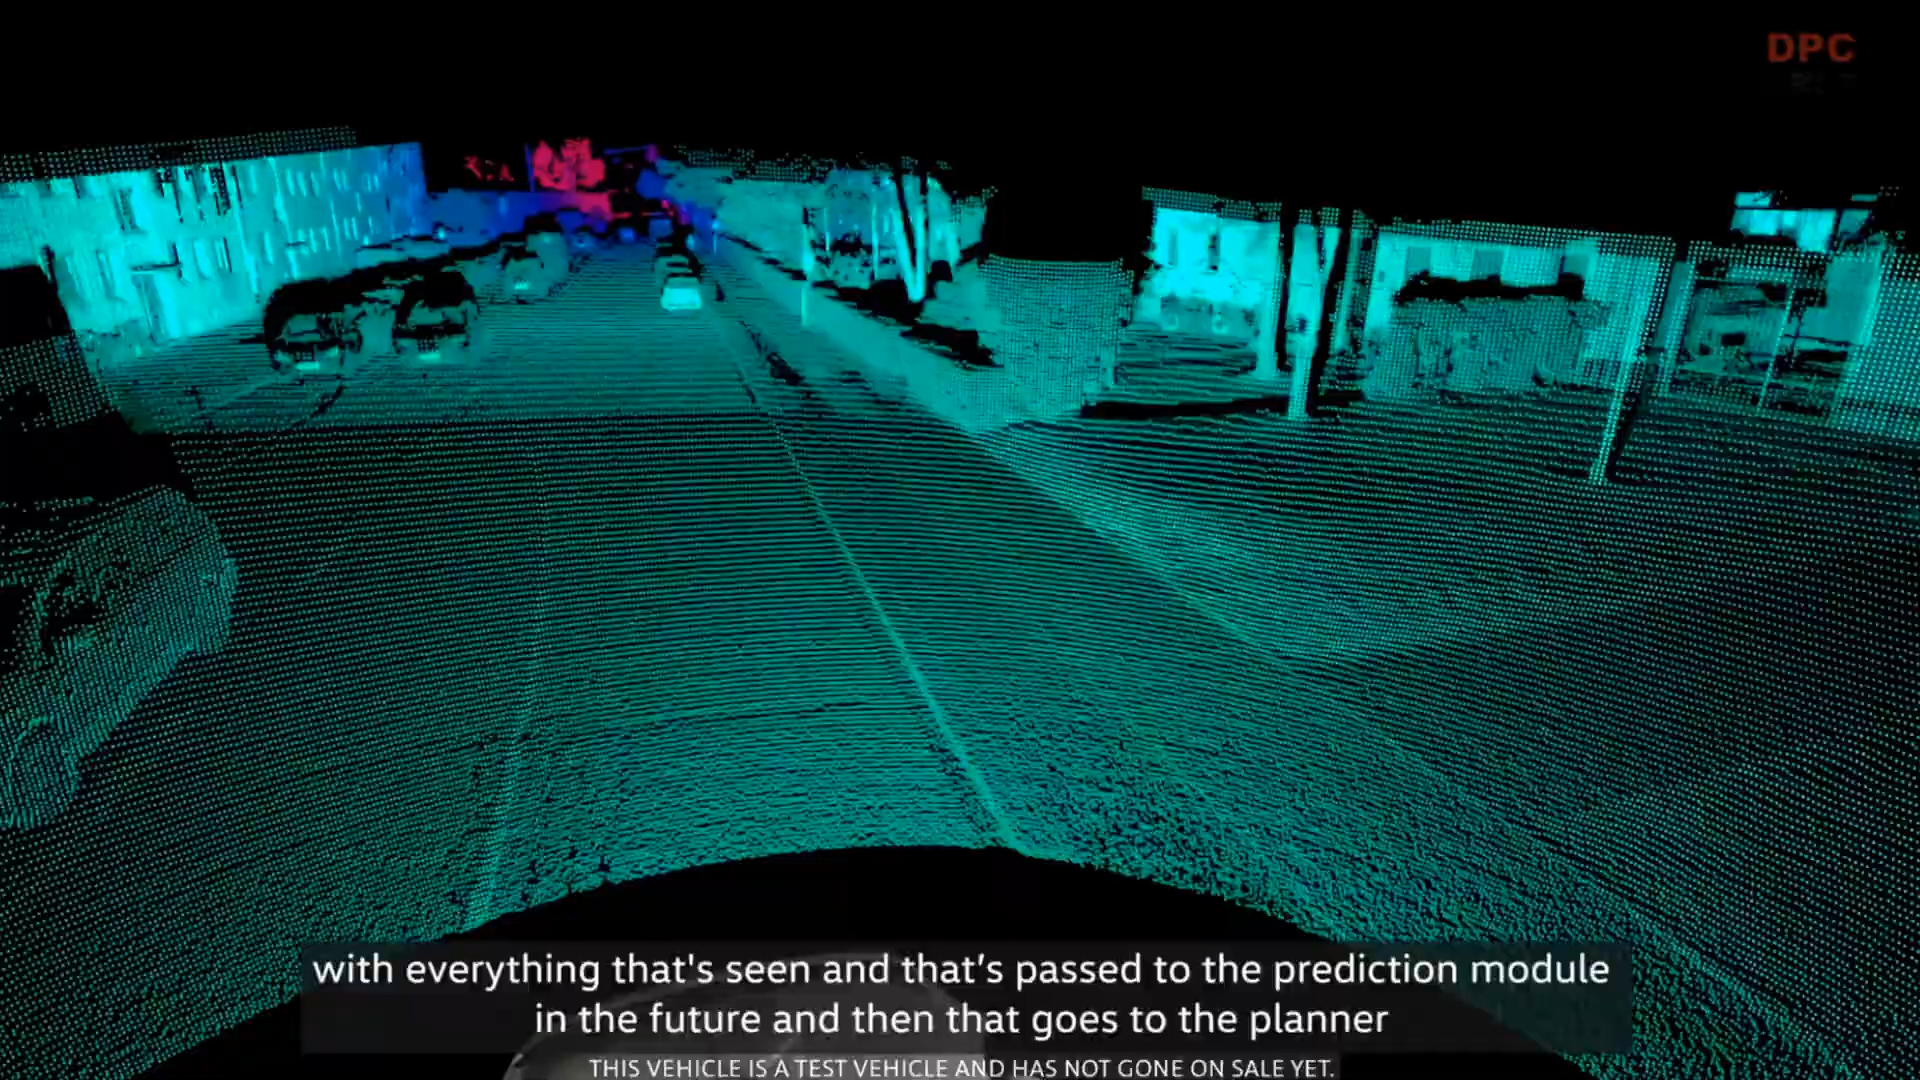 DPC
with everything that's seen and that's passed to the prediction module
in the future and then that goes to the planner
THIS VEHICLE IS A TEST VEHICLE AND HAS NOT GONE ON SALE YET.